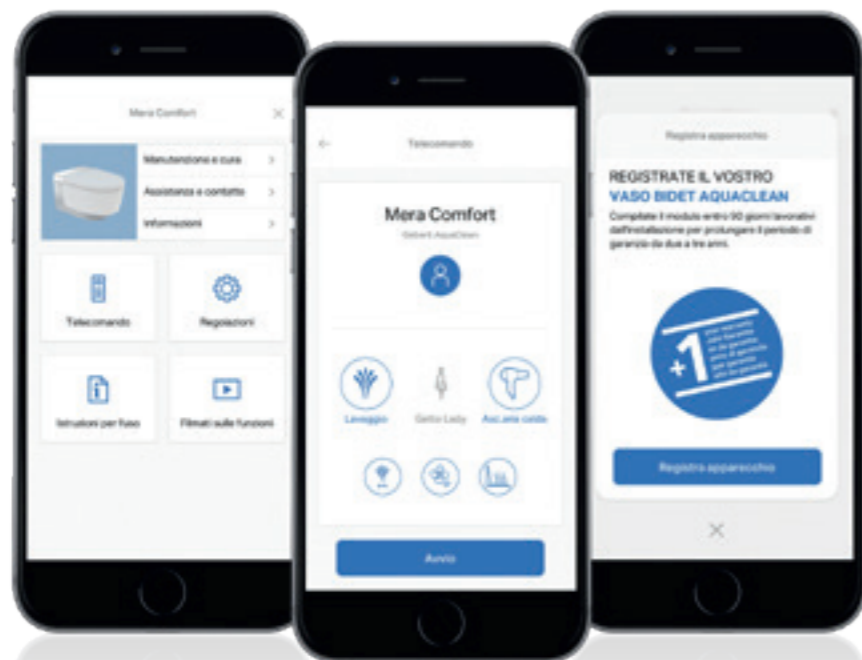 Mera Comfort
Manutenzione e cura
Assistenza e contatto
Informazioni
Telecomando
Regolazioni
Istruzioni per l'uso
Filmati sulle funzioni
Telecomando
Mera Comfort
Geberit AquaClean
Lavaggio
Getto Lady
Asc.aria calda
Avvio
Registra apparecchio
REGISTRATE IL VOSTRO
VASO BIDET AQUACLEAN
Compilate il modulo entro 90 giorni lavorativi
dall'installazione per prolungare il periodo di
garanzia da due a tre anni.
+1
Registra apparecchio